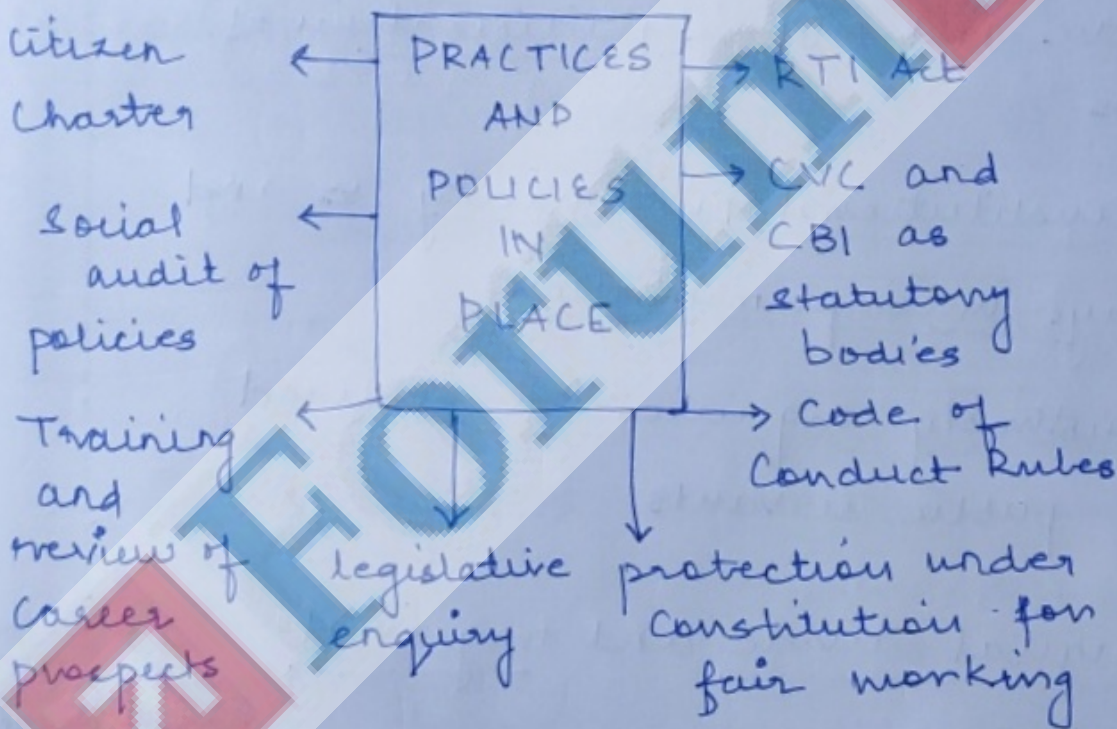 PRACTICES
AND
POLICIES
IN
PLACE
Citizen
Charter
Social
audit of
policies
Training
and
review of
career
prospects
legislative
enquiry
protection under
Constitution for
fair working
RTI Act
CVC and
CBI as
statutory
bodies
Code of
Conduct Rules
Forum